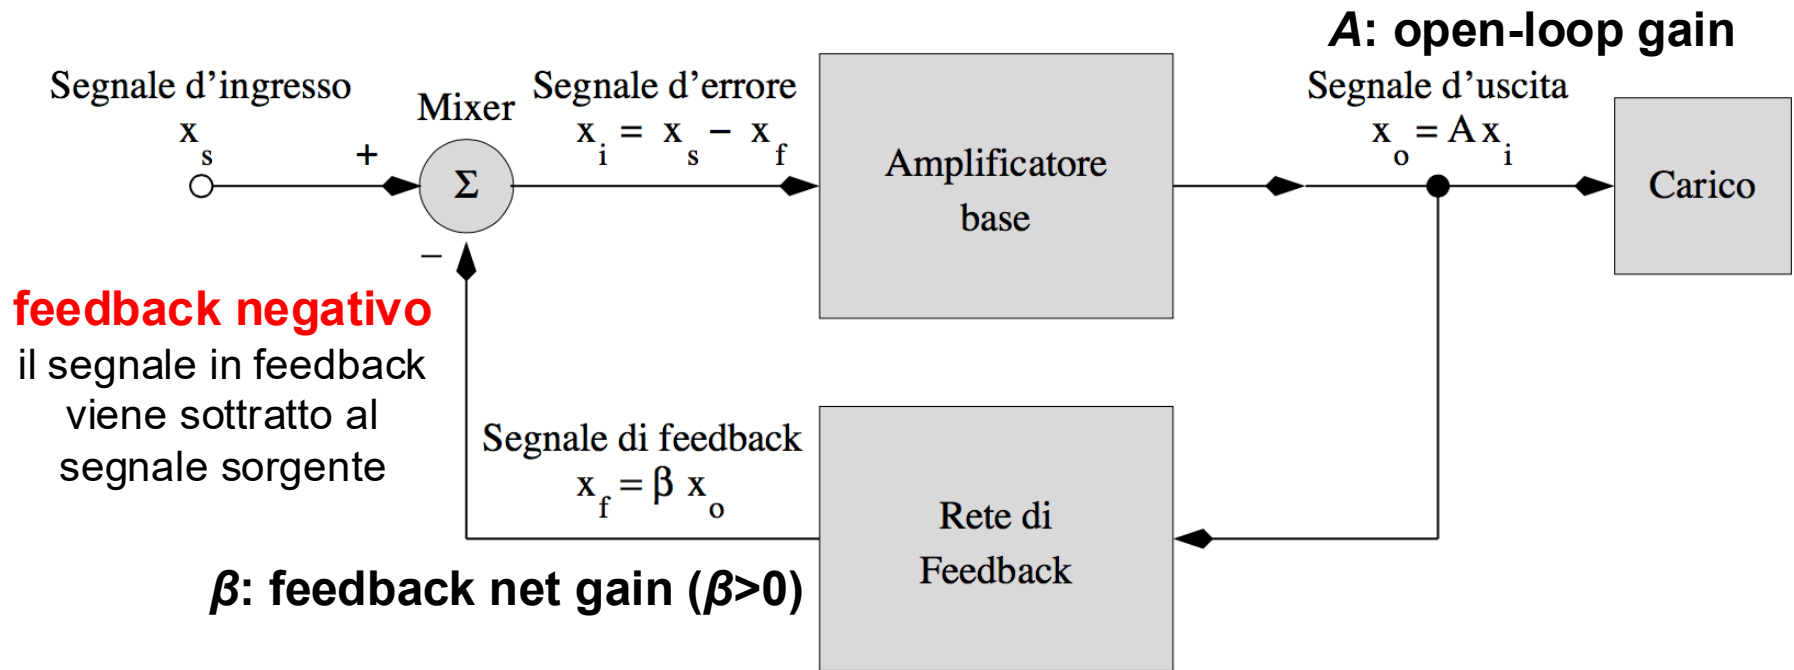 A: open-loop gain
Segnale d'ingresso
x_s
+
Mixer
Σ
−
Segnale d'errore
x_i = x_s − x_f
Amplificatore
base
Segnale d'uscita
x_o = A x_i
Carico
feedback negativo
il segnale in feedback
viene sottratto al
segnale sorgente
Segnale di feedback
x_f = β x_o
Rete di
Feedback
β: feedback net gain (β>0)